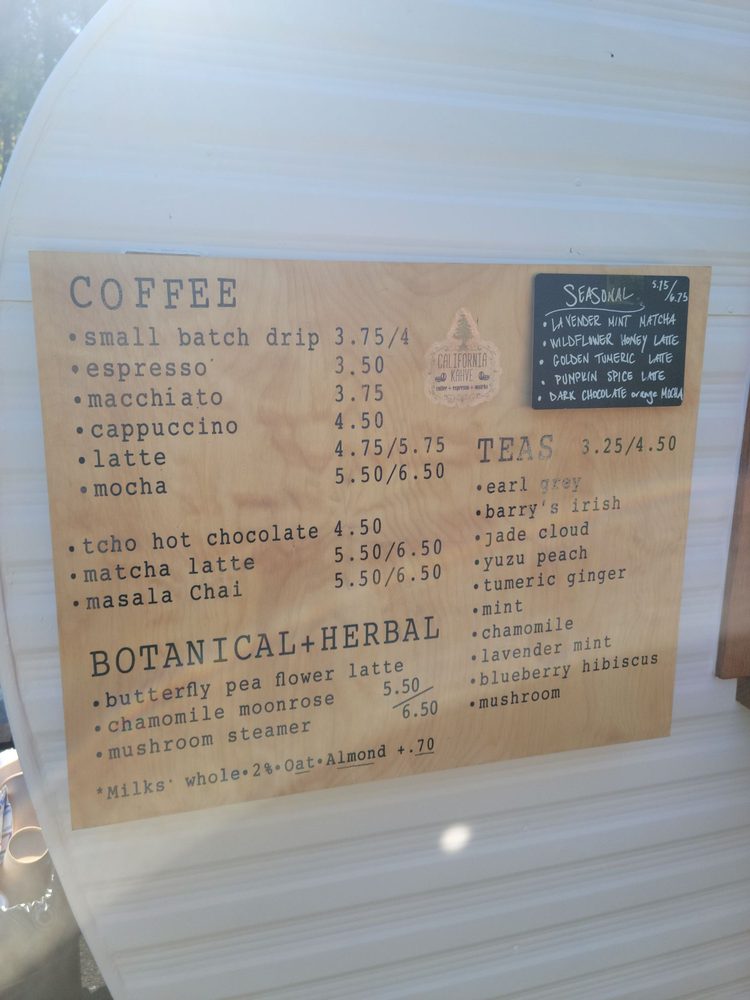 COFFEE
•small batch drip 3.75/4
•espresso 3.50
•macchiato 3.75
•cappuccino 4.50
•latte 4.75/5.75
•mocha 5.50/6.50
•tcho hot chocolate 4.50
•matcha latte 5.50/6.50
•masala Chai 5.50/6.50
BOTANICAL+HERBAL
•butterfly pea flower latte
•chamomile moonrose 5.50/
•mushroom steamer 6.50
*Milks· whole•2%•Oat•Almond +.70
CALIFORNIA
KAHVE
coffee • espresso • matcha
SEASONAL 5.75/6.75
• LAVENDER MINT MATCHA
• WILDFLOWER HONEY LATTE
• GOLDEN TUMERIC LATTE
• PUMPKIN SPICE LATE
• DARK CHOCOLATE orange MOCHA
TEAS 3.25/4.50
•earl grey
•barry's irish
•jade cloud
•yuzu peach
•tumeric ginger
•mint
•chamomile
•lavender mint
•blueberry hibiscus
•mushroom